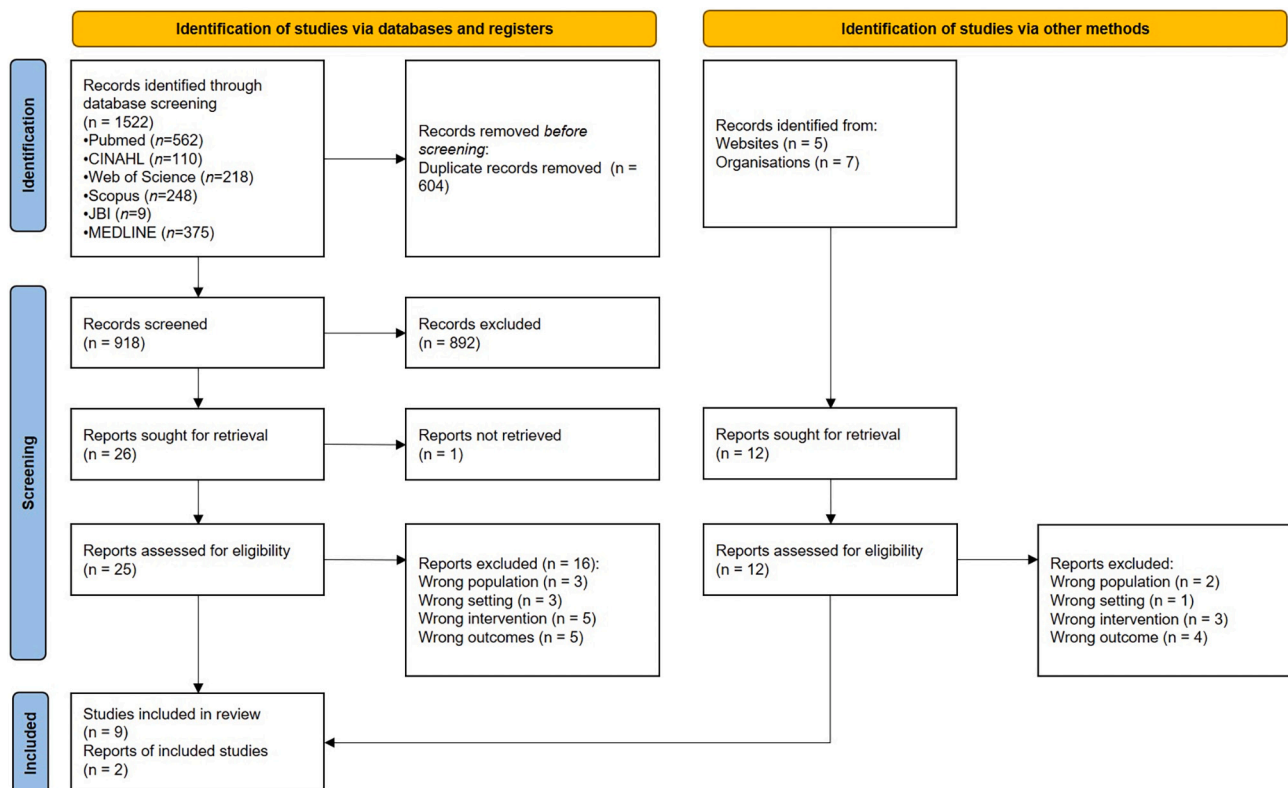 Identification of studies via databases and registers
Identification of studies via other methods
Identification
Records identified through
database screening
(n = 1522)
•Pubmed (n=562)
•CINAHL (n=110)
•Web of Science (n=218)
•Scopus (n=248)
•JBI (n=9)
•MEDLINE (n=375)
Records removed before
screening:
Duplicate records removed (n =
604)
Records identified from:
Websites (n = 5)
Organisations (n = 7)
Screening
Records screened
(n = 918)
Records excluded
(n = 892)
Reports sought for retrieval
(n = 26)
Reports not retrieved
(n = 1)
Reports sought for retrieval
(n = 12)
Reports assessed for eligibility
(n = 25)
Reports excluded (n = 16):
Wrong population (n = 3)
Wrong setting (n = 3)
Wrong intervention (n = 5)
Wrong outcomes (n = 5)
Reports assessed for eligibility
(n = 12)
Reports excluded:
Wrong population (n = 2)
Wrong setting (n = 1)
Wrong intervention (n = 3)
Wrong outcome (n = 4)
Included
Studies included in review
(n = 9)
Reports of included studies
(n = 2)